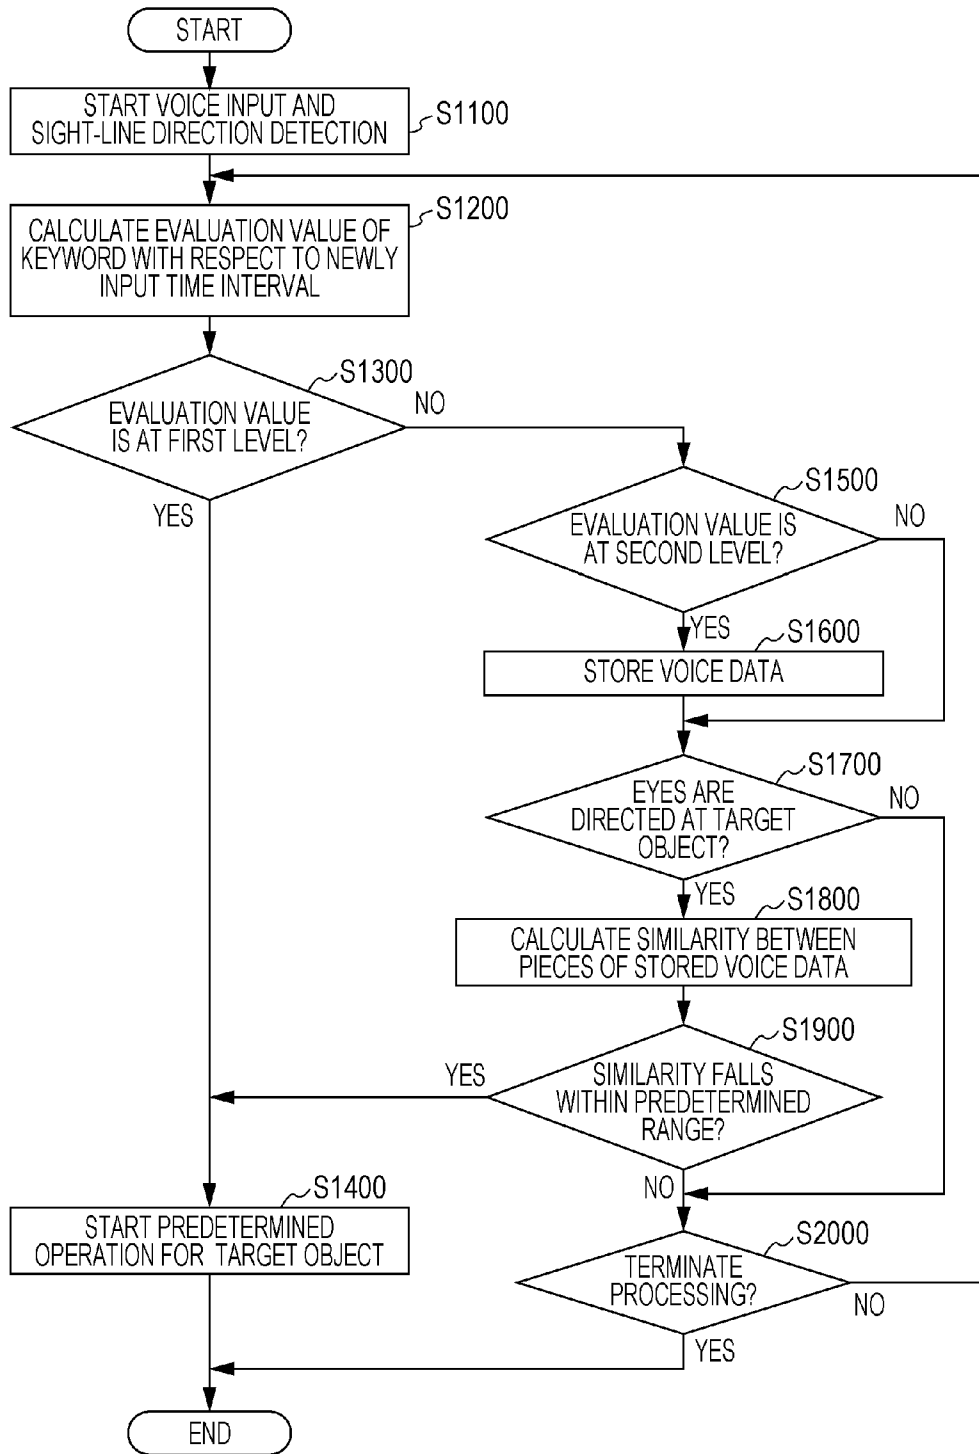 START
START VOICE INPUT AND
SIGHT-LINE DIRECTION DETECTION
S1100
S1200
CALCULATE EVALUATION VALUE OF
KEYWORD WITH RESPECT TO NEWLY
INPUT TIME INTERVAL
S1300
NO
EVALUATION VALUE
IS AT FIRST LEVEL?
YES
S1500
NO
EVALUATION VALUE IS
AT SECOND LEVEL?
YES
S1600
STORE VOICE DATA
S1700
NO
EYES ARE
DIRECTED AT TARGET
OBJECT?
YES
S1800
CALCULATE SIMILARITY BETWEEN
PIECES OF STORED VOICE DATA
S1900
YES
SIMILARITY FALLS
WITHIN PREDETERMINED
RANGE?
NO
S1400
START PREDETERMINED
OPERATION FOR TARGET OBJECT
S2000
TERMINATE
PROCESSING?
NO
YES
END